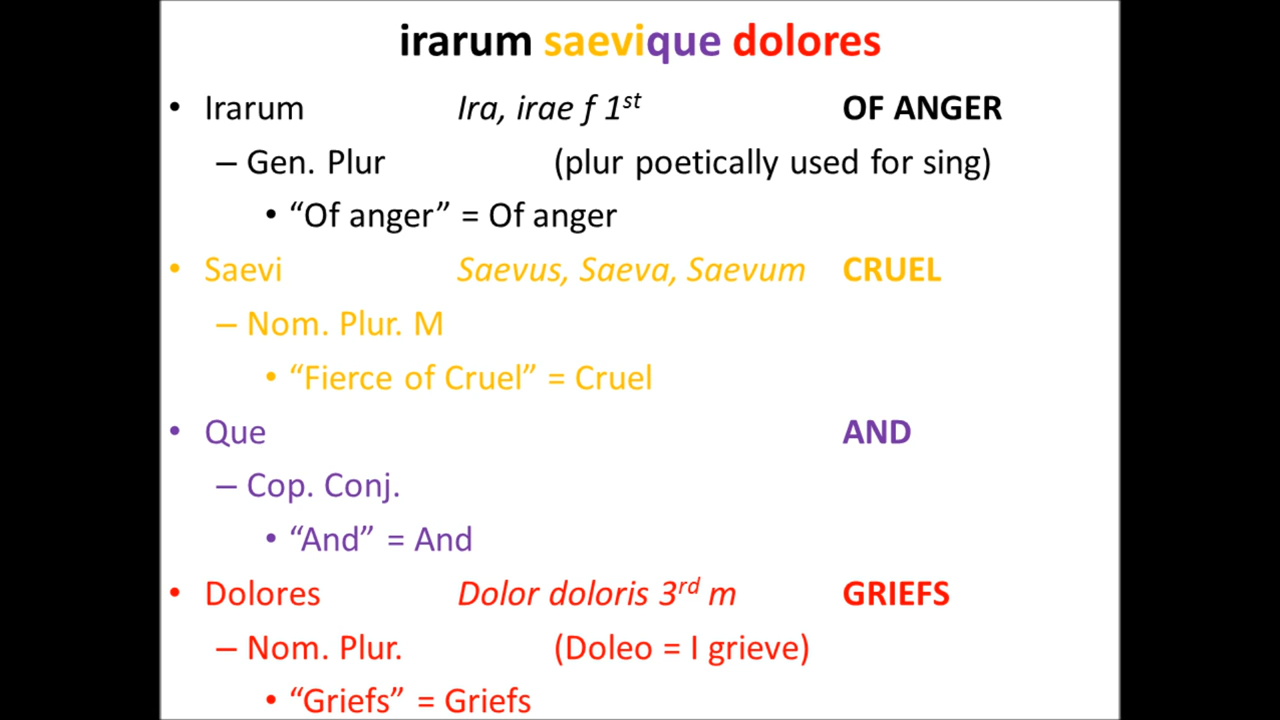 irarum saevique dolores
• Irarum Ira, irae f 1st OF ANGER
– Gen. Plur (plur poetically used for sing)
• “Of anger” = Of anger
• Saevi Saevus, Saeva, Saevum CRUEL
– Nom. Plur. M
• “Fierce of Cruel” = Cruel
• Que AND
– Cop. Conj.
• “And” = And
• Dolores Dolor doloris 3rd m GRIEFS
– Nom. Plur. (Doleo = I grieve)
• “Griefs” = Griefs